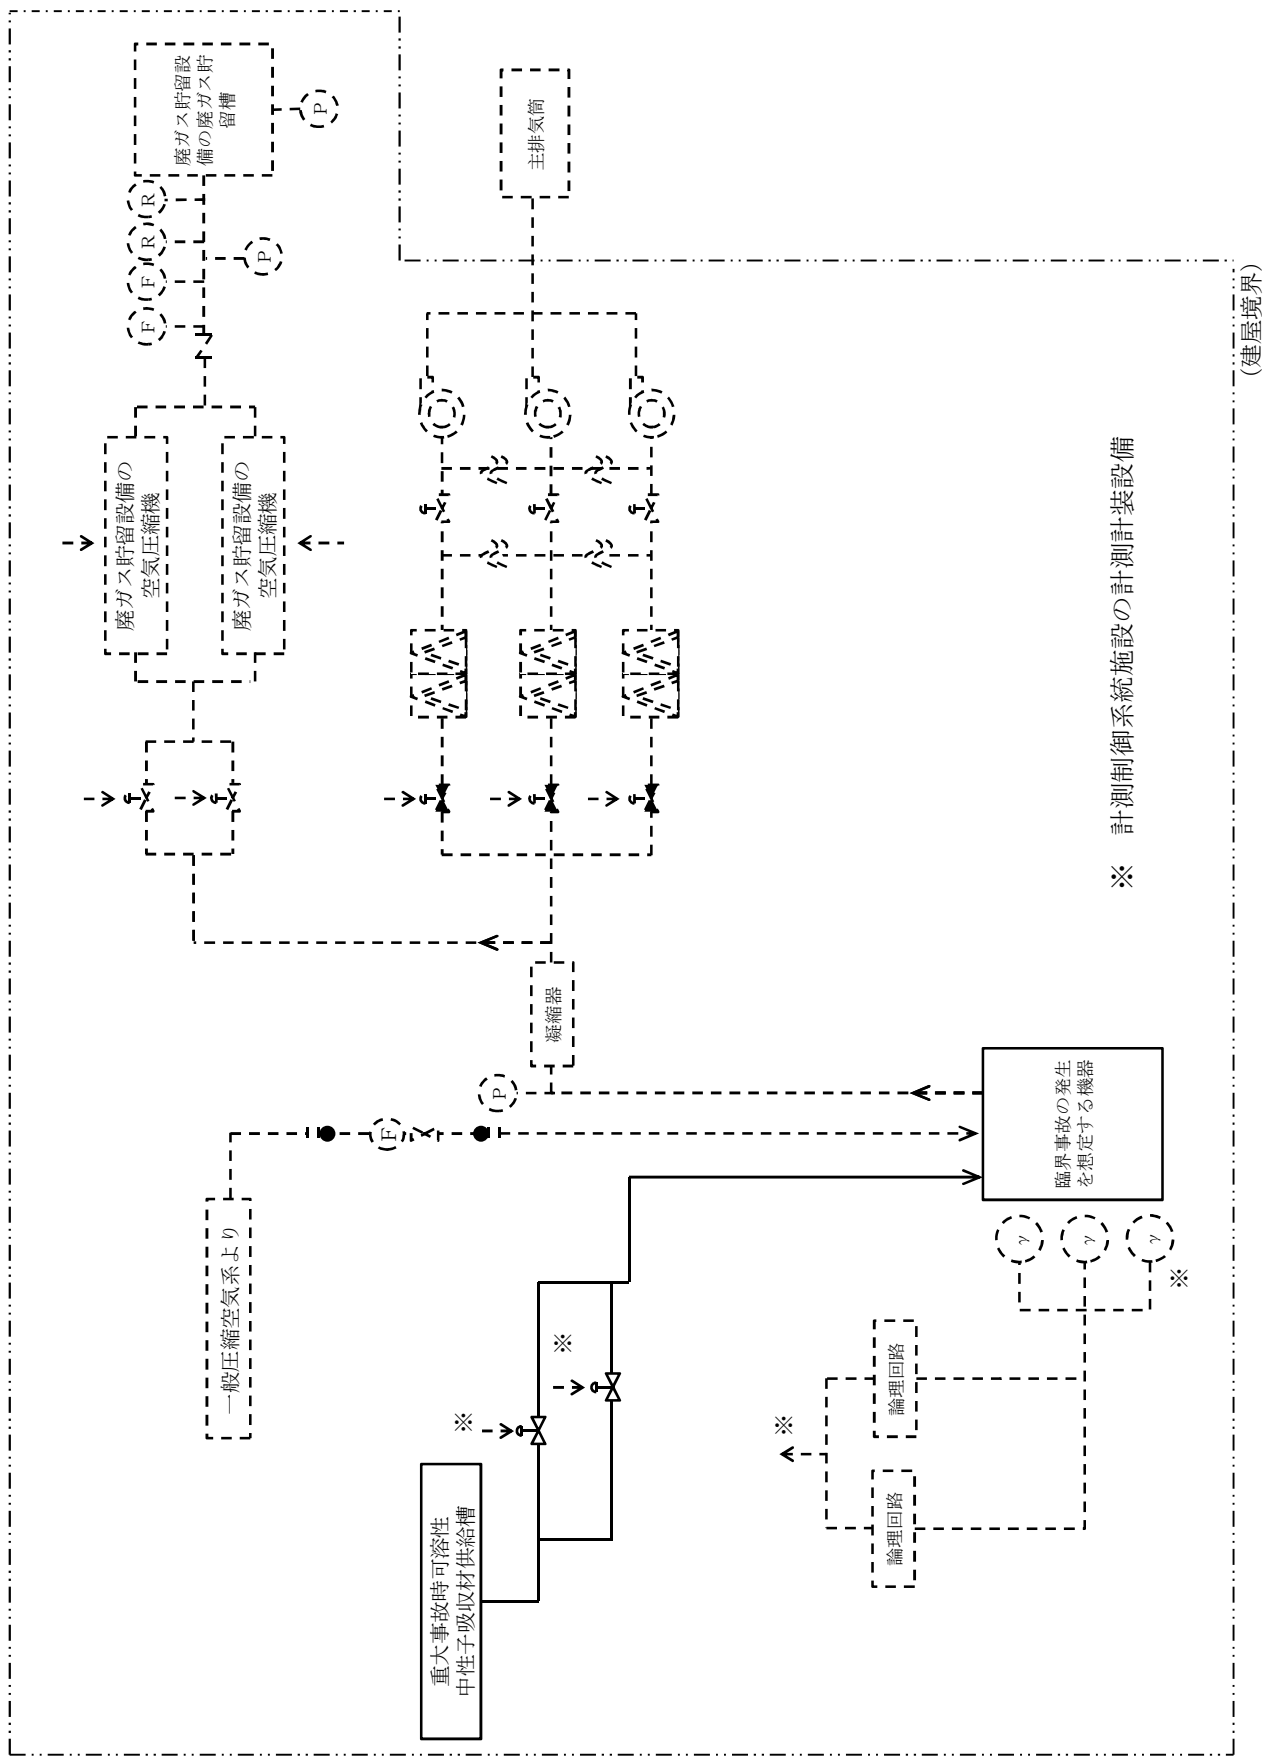 廃ガス貯留設
備の廃ガス貯
留槽
P
R
R
F
F
P
主排気筒
(建屋境界)
廃ガス貯留設備の
空気圧縮機
廃ガス貯留設備の
空気圧縮機
凝縮器
P
F
一般圧縮空気系より
臨界事故の発生
を想定する機器
γ
γ
γ
※
※
※
※
論理回路
論理回路
重大事故時可溶性
中性子吸収材供給槽
※ 計測制御系統施設の計測計装設備